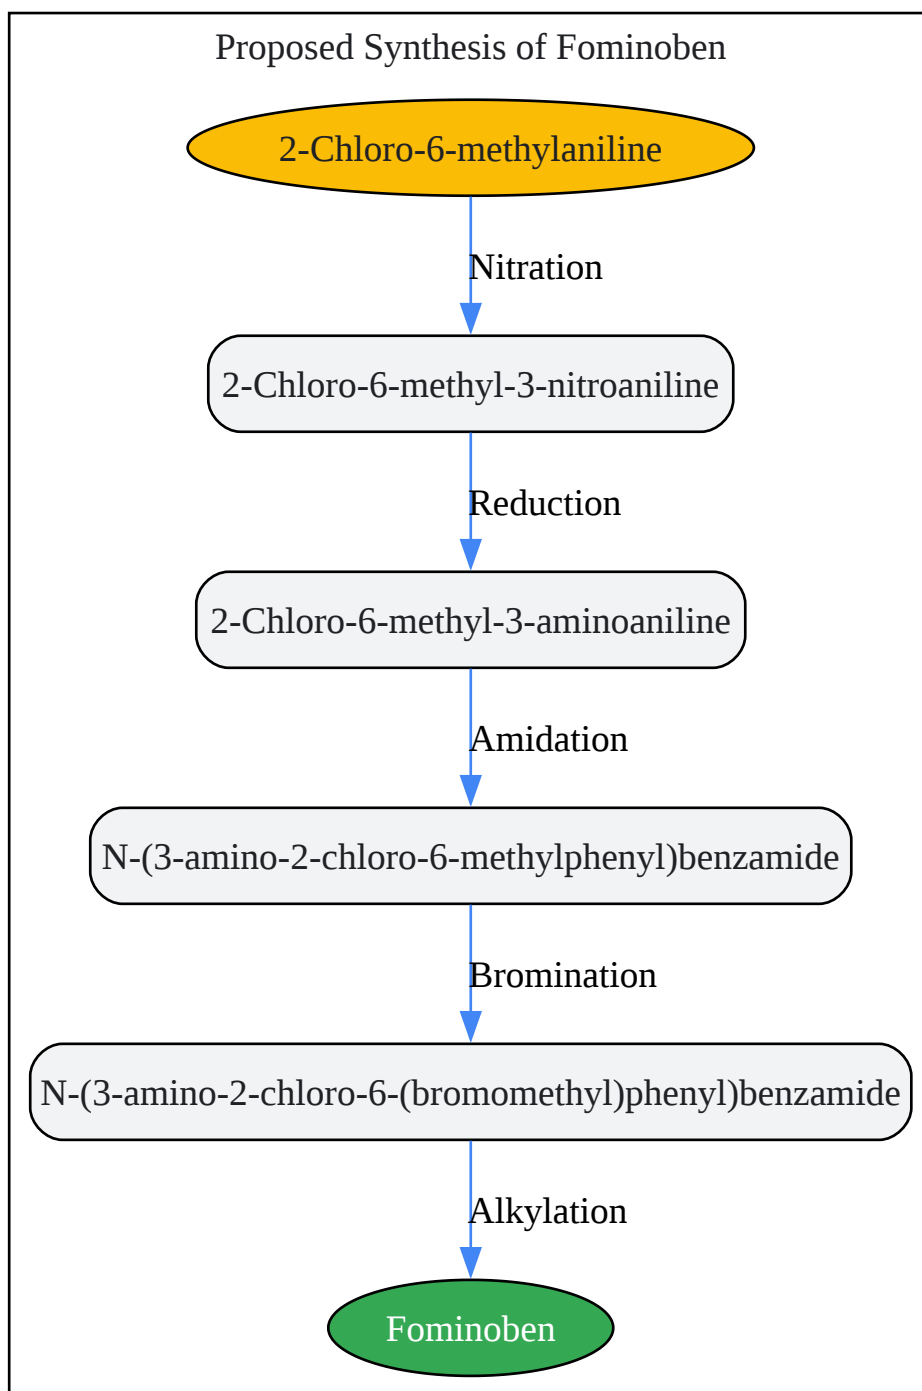 Proposed Synthesis of Fominoben
2-Chloro-6-methylaniline
Nitration
2-Chloro-6-methyl-3-nitroaniline
Reduction
2-Chloro-6-methyl-3-aminoaniline
Amidation
N-(3-amino-2-chloro-6-methylphenyl)benzamide
Bromination
N-(3-amino-2-chloro-6-(bromomethyl)phenyl)benzamide
Alkylation
Fominoben